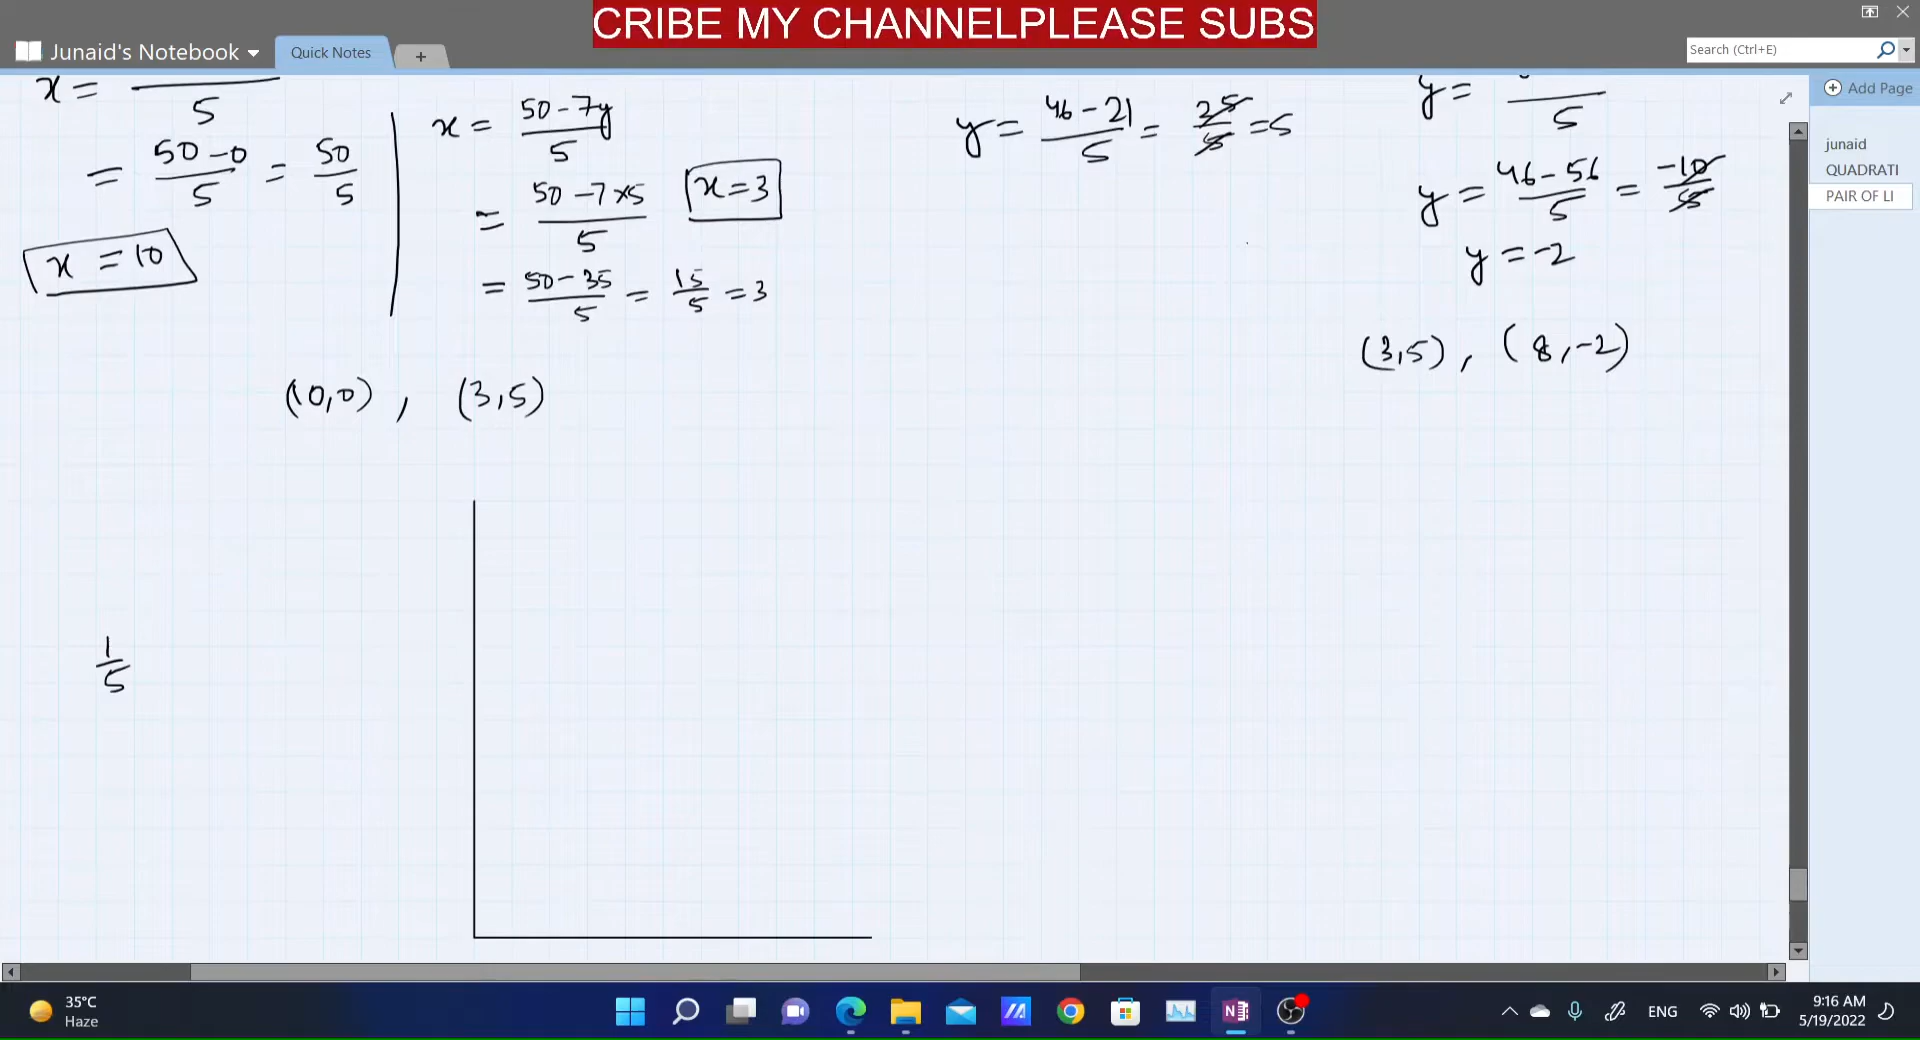 CRIBE MY CHANNELPLEASE SUBS
Junaid's Notebook
Quick Notes
+
Search (Ctrl+E)
Add Page
junaid
QUADRATI
PAIR OF LI
x = 
5
= 50 - 0 / 5 = 50 / 5
x = 10
x = 50 - 7y / 5
= 50 - 7 × 5 / 5
x = 3
= 50 - 35 / 5 = 15 / 5 = 3
(10,0) , (3,5)
y = 46 - 21 / 5 = 25 / 5 = 5
y = 
5
y = 46 - 56 / 5 = -10 / 5
y = -2
(3,5) , (8,-2)
1 / 5
35°C
Haze
ENG
9:16 AM
5/19/2022